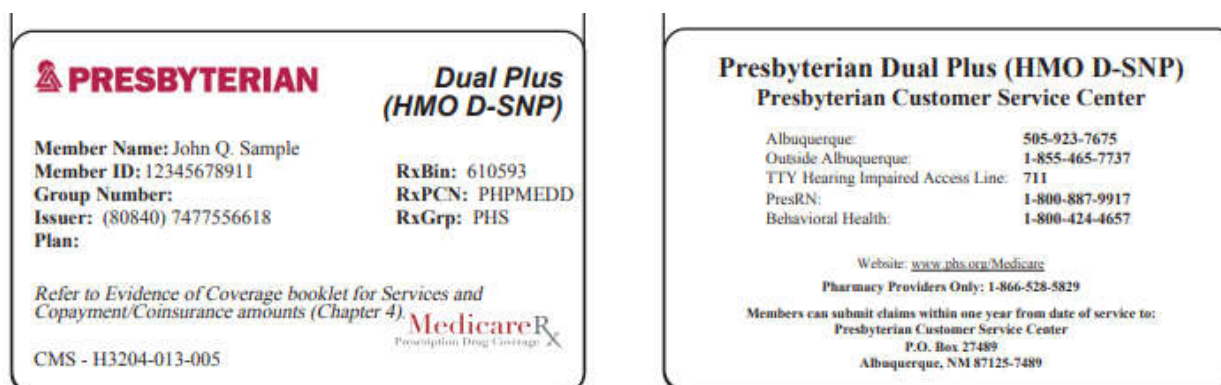 PRESBYTERIAN
Dual Plus
(HMO D-SNP)
Member Name: John Q. Sample
Member ID: 12345678911
Group Number:
Issuer: (80840) 7477556618
Plan:
RxBin: 610593
RxPCN: PHPMEDD
RxGrp: PHS
Refer to Evidence of Coverage booklet for Services and
Copayment/Coinsurance amounts (Chapter 4).
MedicareRx
Prescription Drug Coverage
CMS - H3204-013-005
Presbyterian Dual Plus (HMO D-SNP)
Presbyterian Customer Service Center
Albuquerque: 505-923-7675
Outside Albuquerque: 1-855-465-7737
TTY Hearing Impaired Access Line: 711
PresRN: 1-800-887-9917
Behavioral Health: 1-800-424-4657
Website: www.phs.org/Medicare
Pharmacy Providers Only: 1-866-528-5829
Members can submit claims within one year from date of service to:
Presbyterian Customer Service Center
P.O. Box 27489
Albuquerque, NM 87125-7489